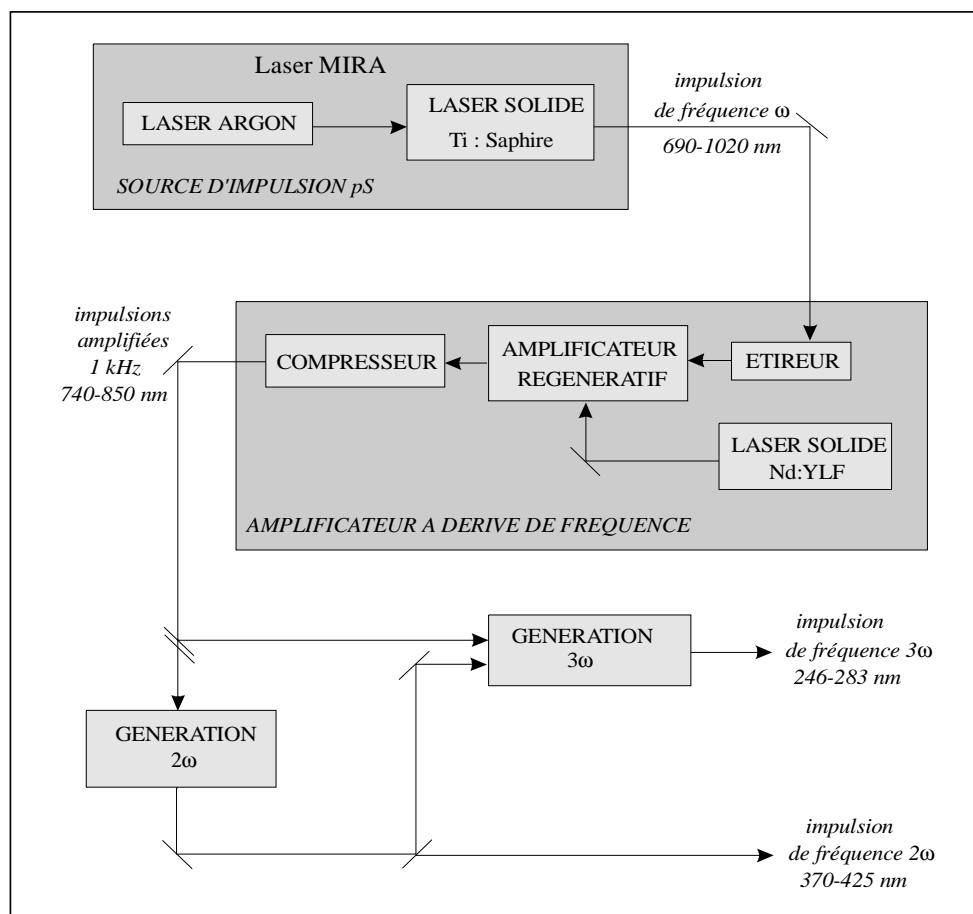 Laser MIRA
LASER ARGON
LASER SOLIDE
Ti : Saphire
SOURCE D'IMPULSION pS
impulsion
de fréquence ω
690-1020 nm
impulsions
amplifiées
1 kHz
740-850 nm
COMPRESSEUR
AMPLIFICATEUR
REGENERATIF
ETIREUR
LASER SOLIDE
Nd:YLF
AMPLIFICATEUR A DERIVE DE FREQUENCE
GENERATION
3ω
impulsion
de fréquence 3ω
246-283 nm
GENERATION
2ω
impulsion
de fréquence 2ω
370-425 nm